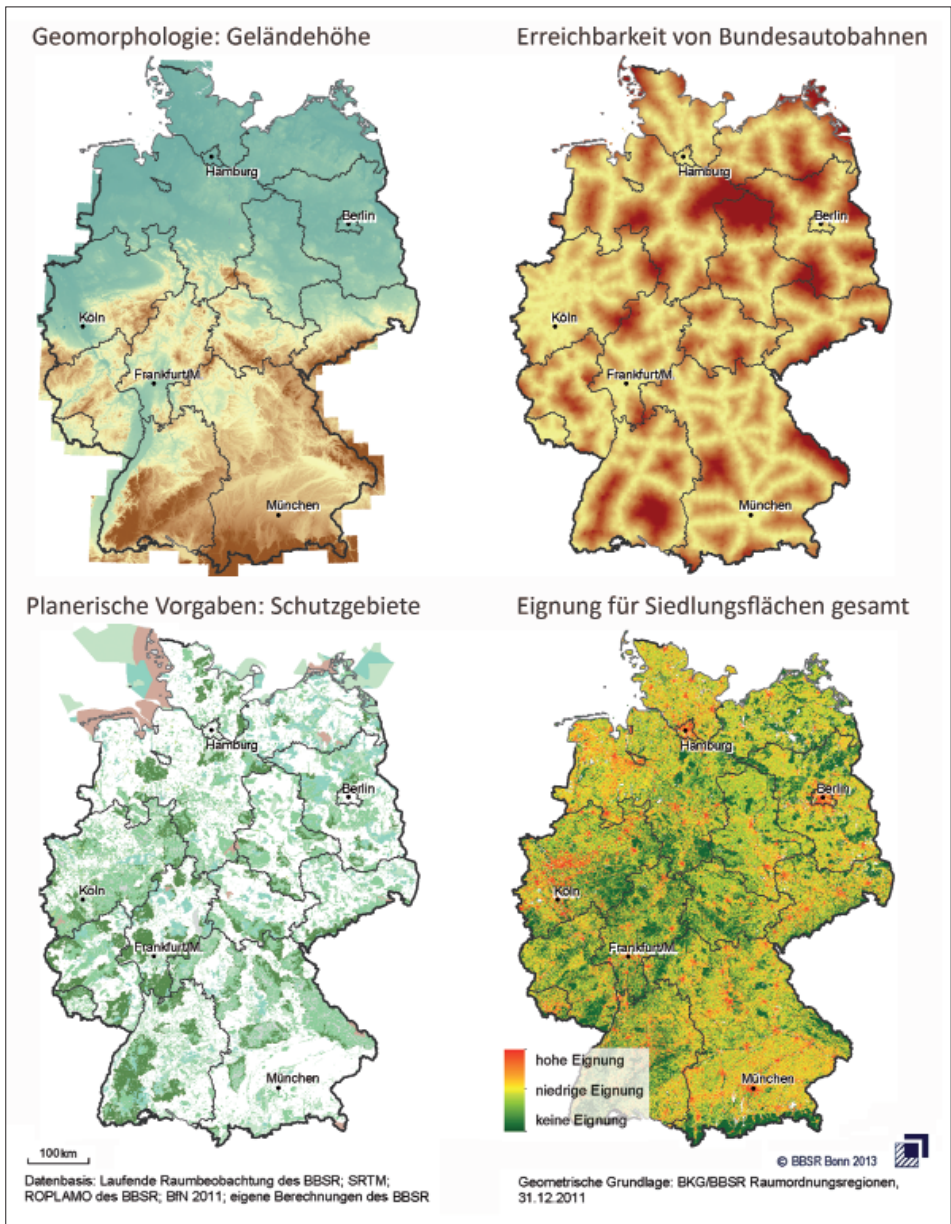 Geomorphologie: Geländehöhe
Erreichbarkeit von Bundesautobahnen
Hamburg
Berlin
Köln
Frankfurt/M.
München
Hamburg
Berlin
Köln
Frankfurt/M.
München
Planerische Vorgaben: Schutzgebiete
Eignung für Siedlungsflächen gesamt
Hamburg
Berlin
Köln
Frankfurt/M.
München
Hamburg
Berlin
Köln
Frankfurt/M.
München
hohe Eignung
niedrige Eignung
keine Eignung
100km
© BBSR Bonn 2013
Datenbasis: Laufende Raumbeobachtung des BBSR; SRTM;
ROPLAMO des BBSR; BfN 2011; eigene Berechnungen des BBSR
Geometrische Grundlage: BKG/BBSR Raumordnungsregionen,
31.12.2011